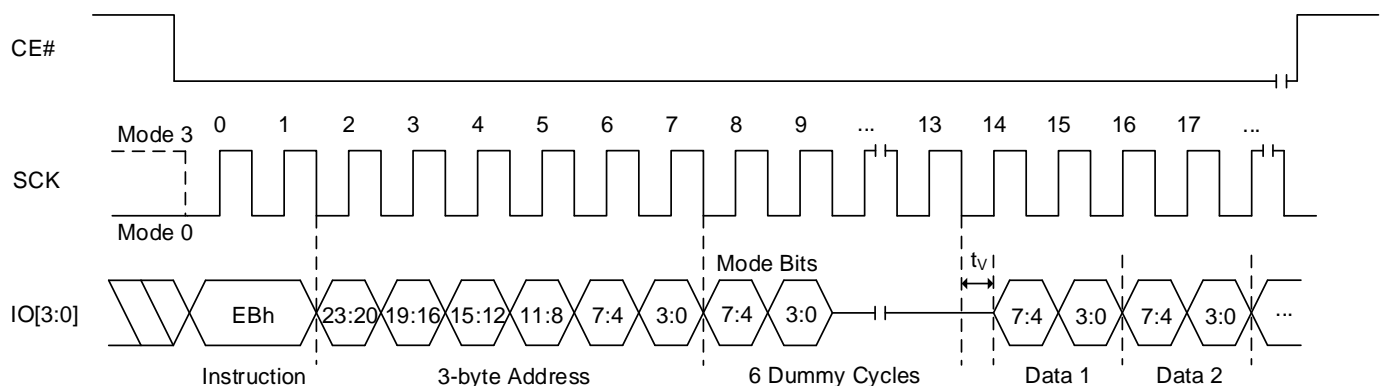 CE#
0 1 2 3 4 5 6 7 8 9 ... 13 14 15 16 17 ...
Mode 3
SCK
Mode 0
Mode Bits
tV
IO[3:0]
EBh 23:20 19:16 15:12 11:8 7:4 3:0 7:4 3:0 7:4 3:0 7:4 3:0 ...
Instruction 3-byte Address 6 Dummy Cycles Data 1 Data 2